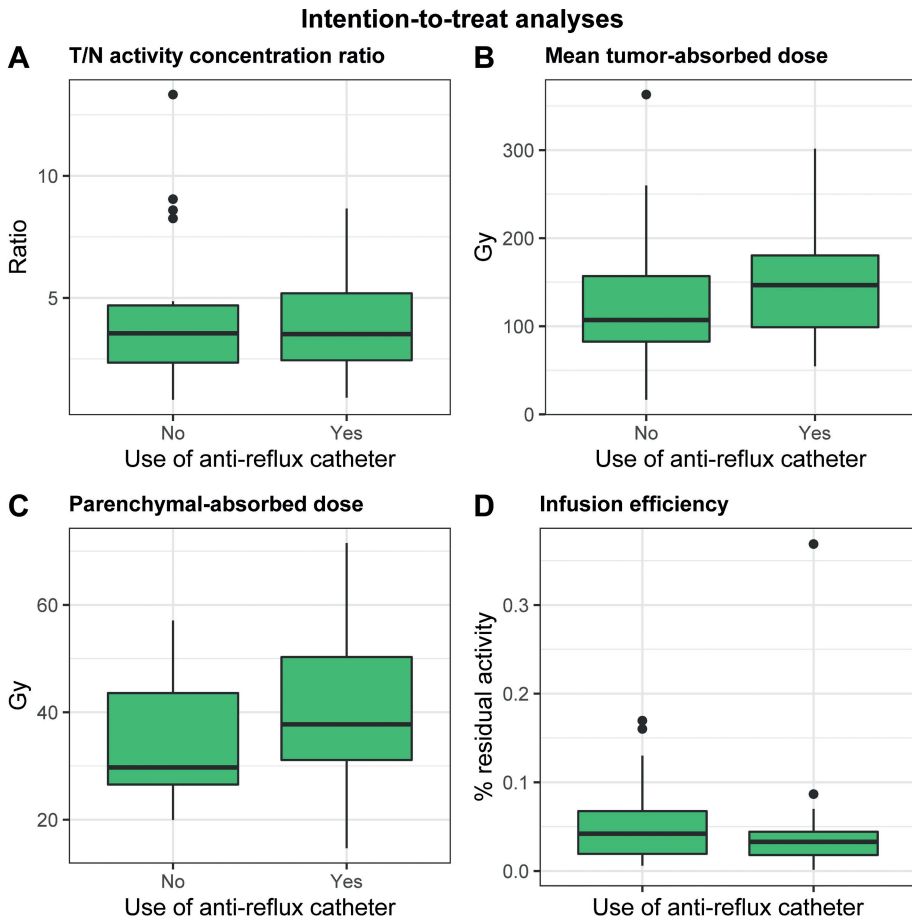 Intention-to-treat analyses
A T/N activity concentration ratio
10
5
Ratio
No Yes
Use of anti-reflux catheter
B Mean tumor-absorbed dose
300
200
100
0
Gy
No Yes
Use of anti-reflux catheter
C Parenchymal-absorbed dose
60
40
20
Gy
No Yes
Use of anti-reflux catheter
D Infusion efficiency
0.3
0.2
0.1
0.0
% residual activity
Use of anti-reflux catheter